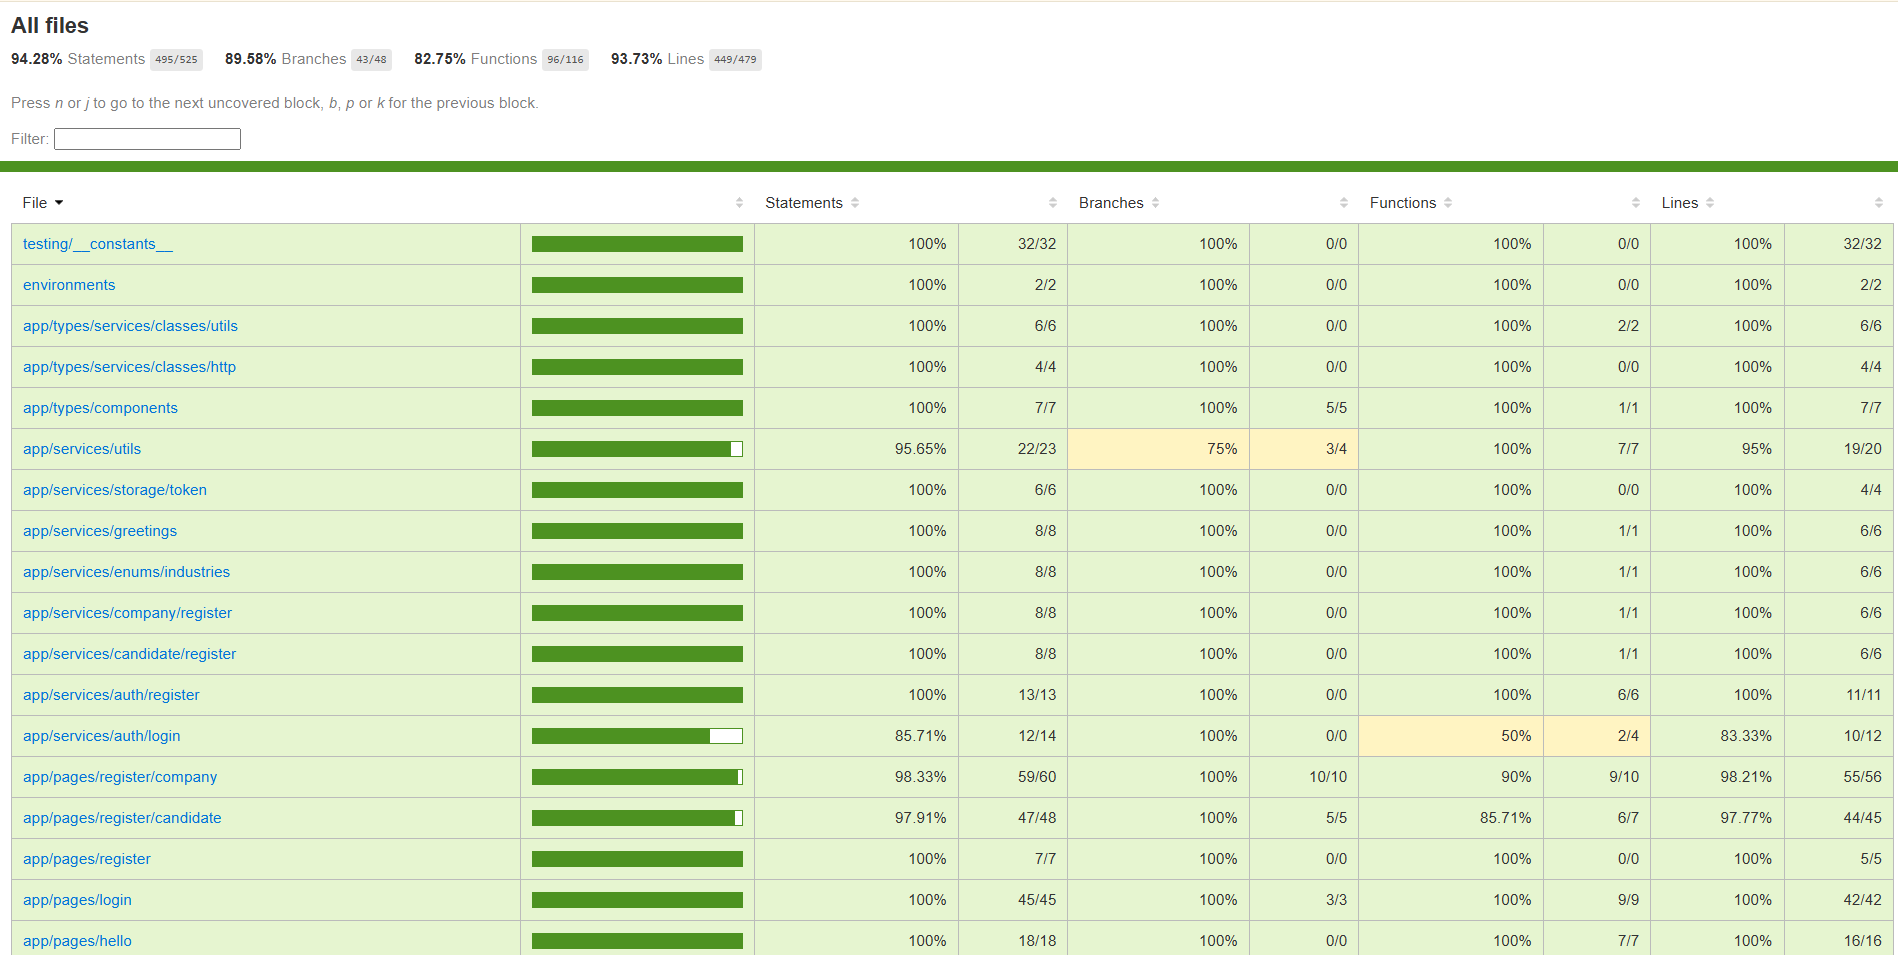 All files
94.28% Statements 495/525 89.58% Branches 43/48 82.75% Functions 96/116 93.73% Lines 449/479
Press n or j to go to the next uncovered block, b, p or k for the previous block.
Filter:
File Statements Branches Functions Lines
testing/__constants__ 100% 32/32 100% 0/0 100% 0/0 100% 32/32
environments 100% 2/2 100% 0/0 100% 0/0 100% 2/2
app/types/services/classes/utils 100% 6/6 100% 0/0 100% 2/2 100% 6/6
app/types/services/classes/http 100% 4/4 100% 0/0 100% 0/0 100% 4/4
app/types/components 100% 7/7 100% 5/5 100% 1/1 100% 7/7
app/services/utils 95.65% 22/23 75% 3/4 100% 7/7 95% 19/20
app/services/storage/token 100% 6/6 100% 0/0 100% 0/0 100% 4/4
app/services/greetings 100% 8/8 100% 0/0 100% 1/1 100% 6/6
app/services/enums/industries 100% 8/8 100% 0/0 100% 1/1 100% 6/6
app/services/company/register 100% 8/8 100% 0/0 100% 1/1 100% 6/6
app/services/candidate/register 100% 8/8 100% 0/0 100% 1/1 100% 6/6
app/services/auth/register 100% 13/13 100% 0/0 100% 6/6 100% 11/11
app/services/auth/login 85.71% 12/14 100% 0/0 50% 2/4 83.33% 10/12
app/pages/register/company 98.33% 59/60 100% 10/10 90% 9/10 98.21% 55/56
app/pages/register/candidate 97.91% 47/48 100% 5/5 85.71% 6/7 97.77% 44/45
app/pages/register 100% 7/7 100% 0/0 100% 0/0 100% 5/5
app/pages/login 100% 45/45 100% 3/3 100% 9/9 100% 42/42
app/pages/hello 100% 18/18 100% 0/0 100% 7/7 100% 16/16